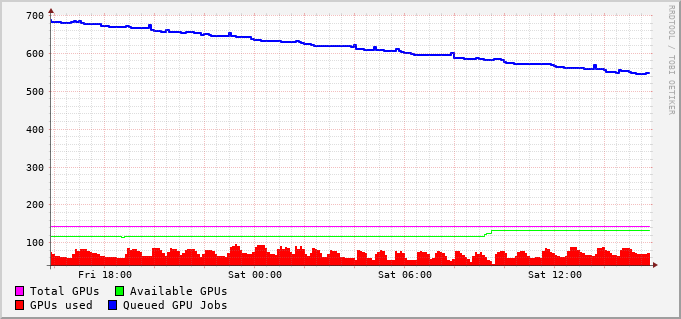 700
600
500
400
300
200
100
Fri 18:00 Sat 00:00 Sat 06:00 Sat 12:00
Total GPUs Available GPUs
GPUs used Queued GPU Jobs
RRDTOOL / TOBI OETIKER